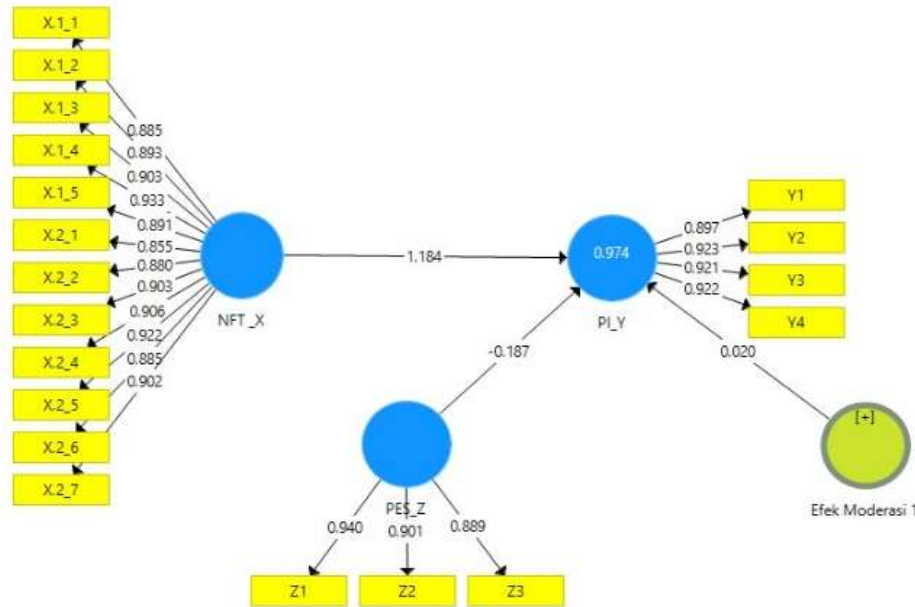 X.1_1
X.1_2
X.1_3
X.1_4
X.1_5
X.2_1
X.2_2
X.2_3
X.2_4
X.2_5
X.2_6
X.2_7
0.885
0.893
0.903
0.933
0.891
0.855
0.880
0.903
0.906
0.922
0.885
0.902
NFT _X
1.184
0.974
PI_Y
0.897
0.923
0.921
0.922
Y1
Y2
Y3
Y4
-0.187
0.020
[+]
Efek Moderasi 1
PES_Z
0.940
0.901
0.889
Z1
Z2
Z3